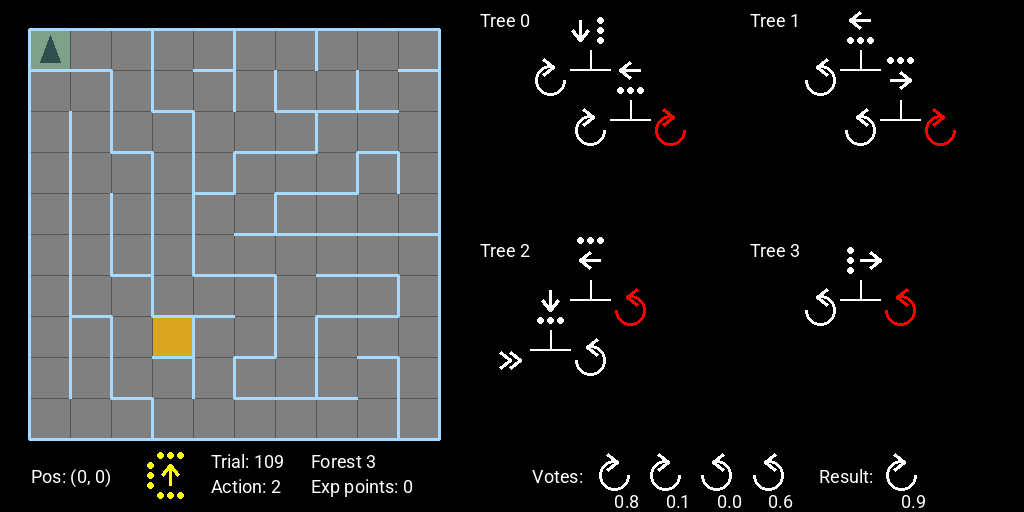 Tree 0
Tree 1
Tree 2
Tree 3
Pos: (0, 0)
Trial: 109
Forest 3
Action: 2
Exp points: 0
Votes:
0.8
0.1
0.0
0.6
Result:
0.9